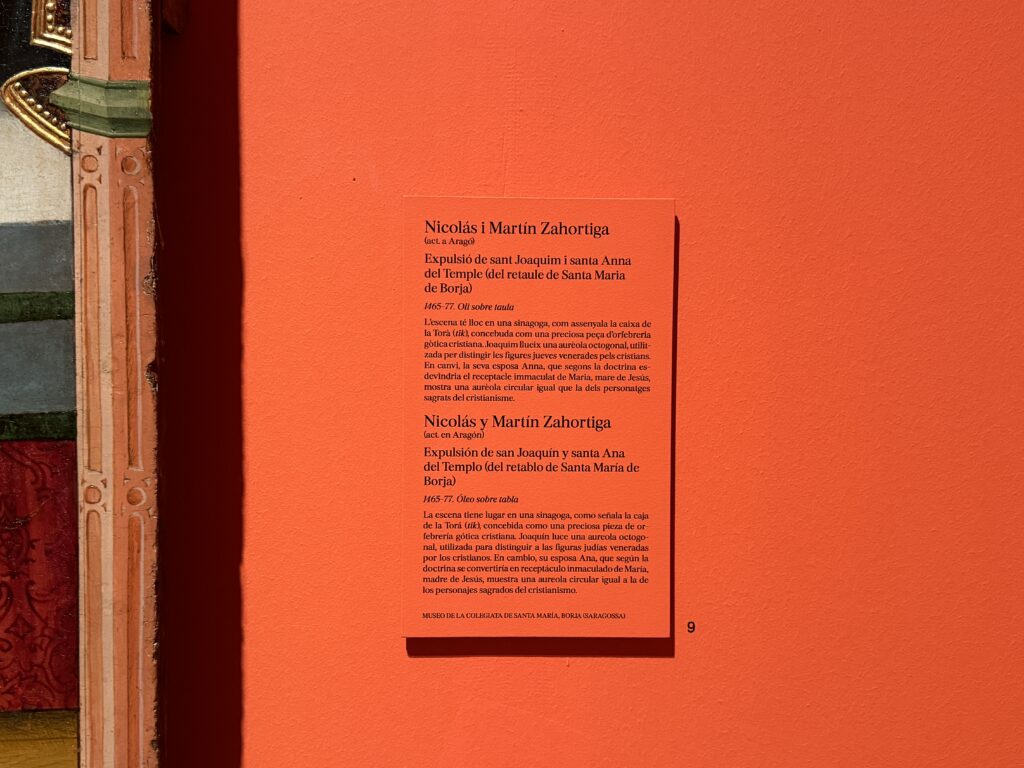 Nicolás i Martín Zahortiga
(act. a Aragó)
Expulsió de sant Joaquim i santa Anna
del Temple (del retaule de Santa Maria
de Borja)
1465-77. Oli sobre taula
L'escena té lloc en una sinagoga, com assenyala la caixa de
la Torà (tik), concebuda com una preciosa peça d'orfebreria
gòtica cristiana. Joaquim llueix una aurèola octogonal, utilit-
zada per distingir les figures jueves venerades pels cristians.
En canvi, la seva esposa Anna, que segons la doctrina es-
devindria el receptacle immaculat de Maria, mare de Jesús,
mostra una aurèola circular igual que la dels personatges
sagrats del cristianisme.
Nicolás y Martín Zahortiga
(act. en Aragón)
Expulsión de san Joaquín y santa Ana
del Templo (del retablo de Santa María de
Borja)
1465-77. Óleo sobre tabla
La escena tiene lugar en una sinagoga, como señala la caja
de la Torá (tik), concebida como una preciosa pieza de or-
febrería gótica cristiana. Joaquín luce una aureola octogo-
nal, utilizada para distinguir a las figuras judías veneradas
por los cristianos. En cambio, su esposa Ana, que según la
doctrina se convertiría en receptáculo inmaculado de María,
madre de Jesús, muestra una aureola circular igual a la de
los personajes sagrados del cristianismo.
MUSEO DE LA COLEGIATA DE SANTA MARÍA, BORJA (SARAGOSSA)
9